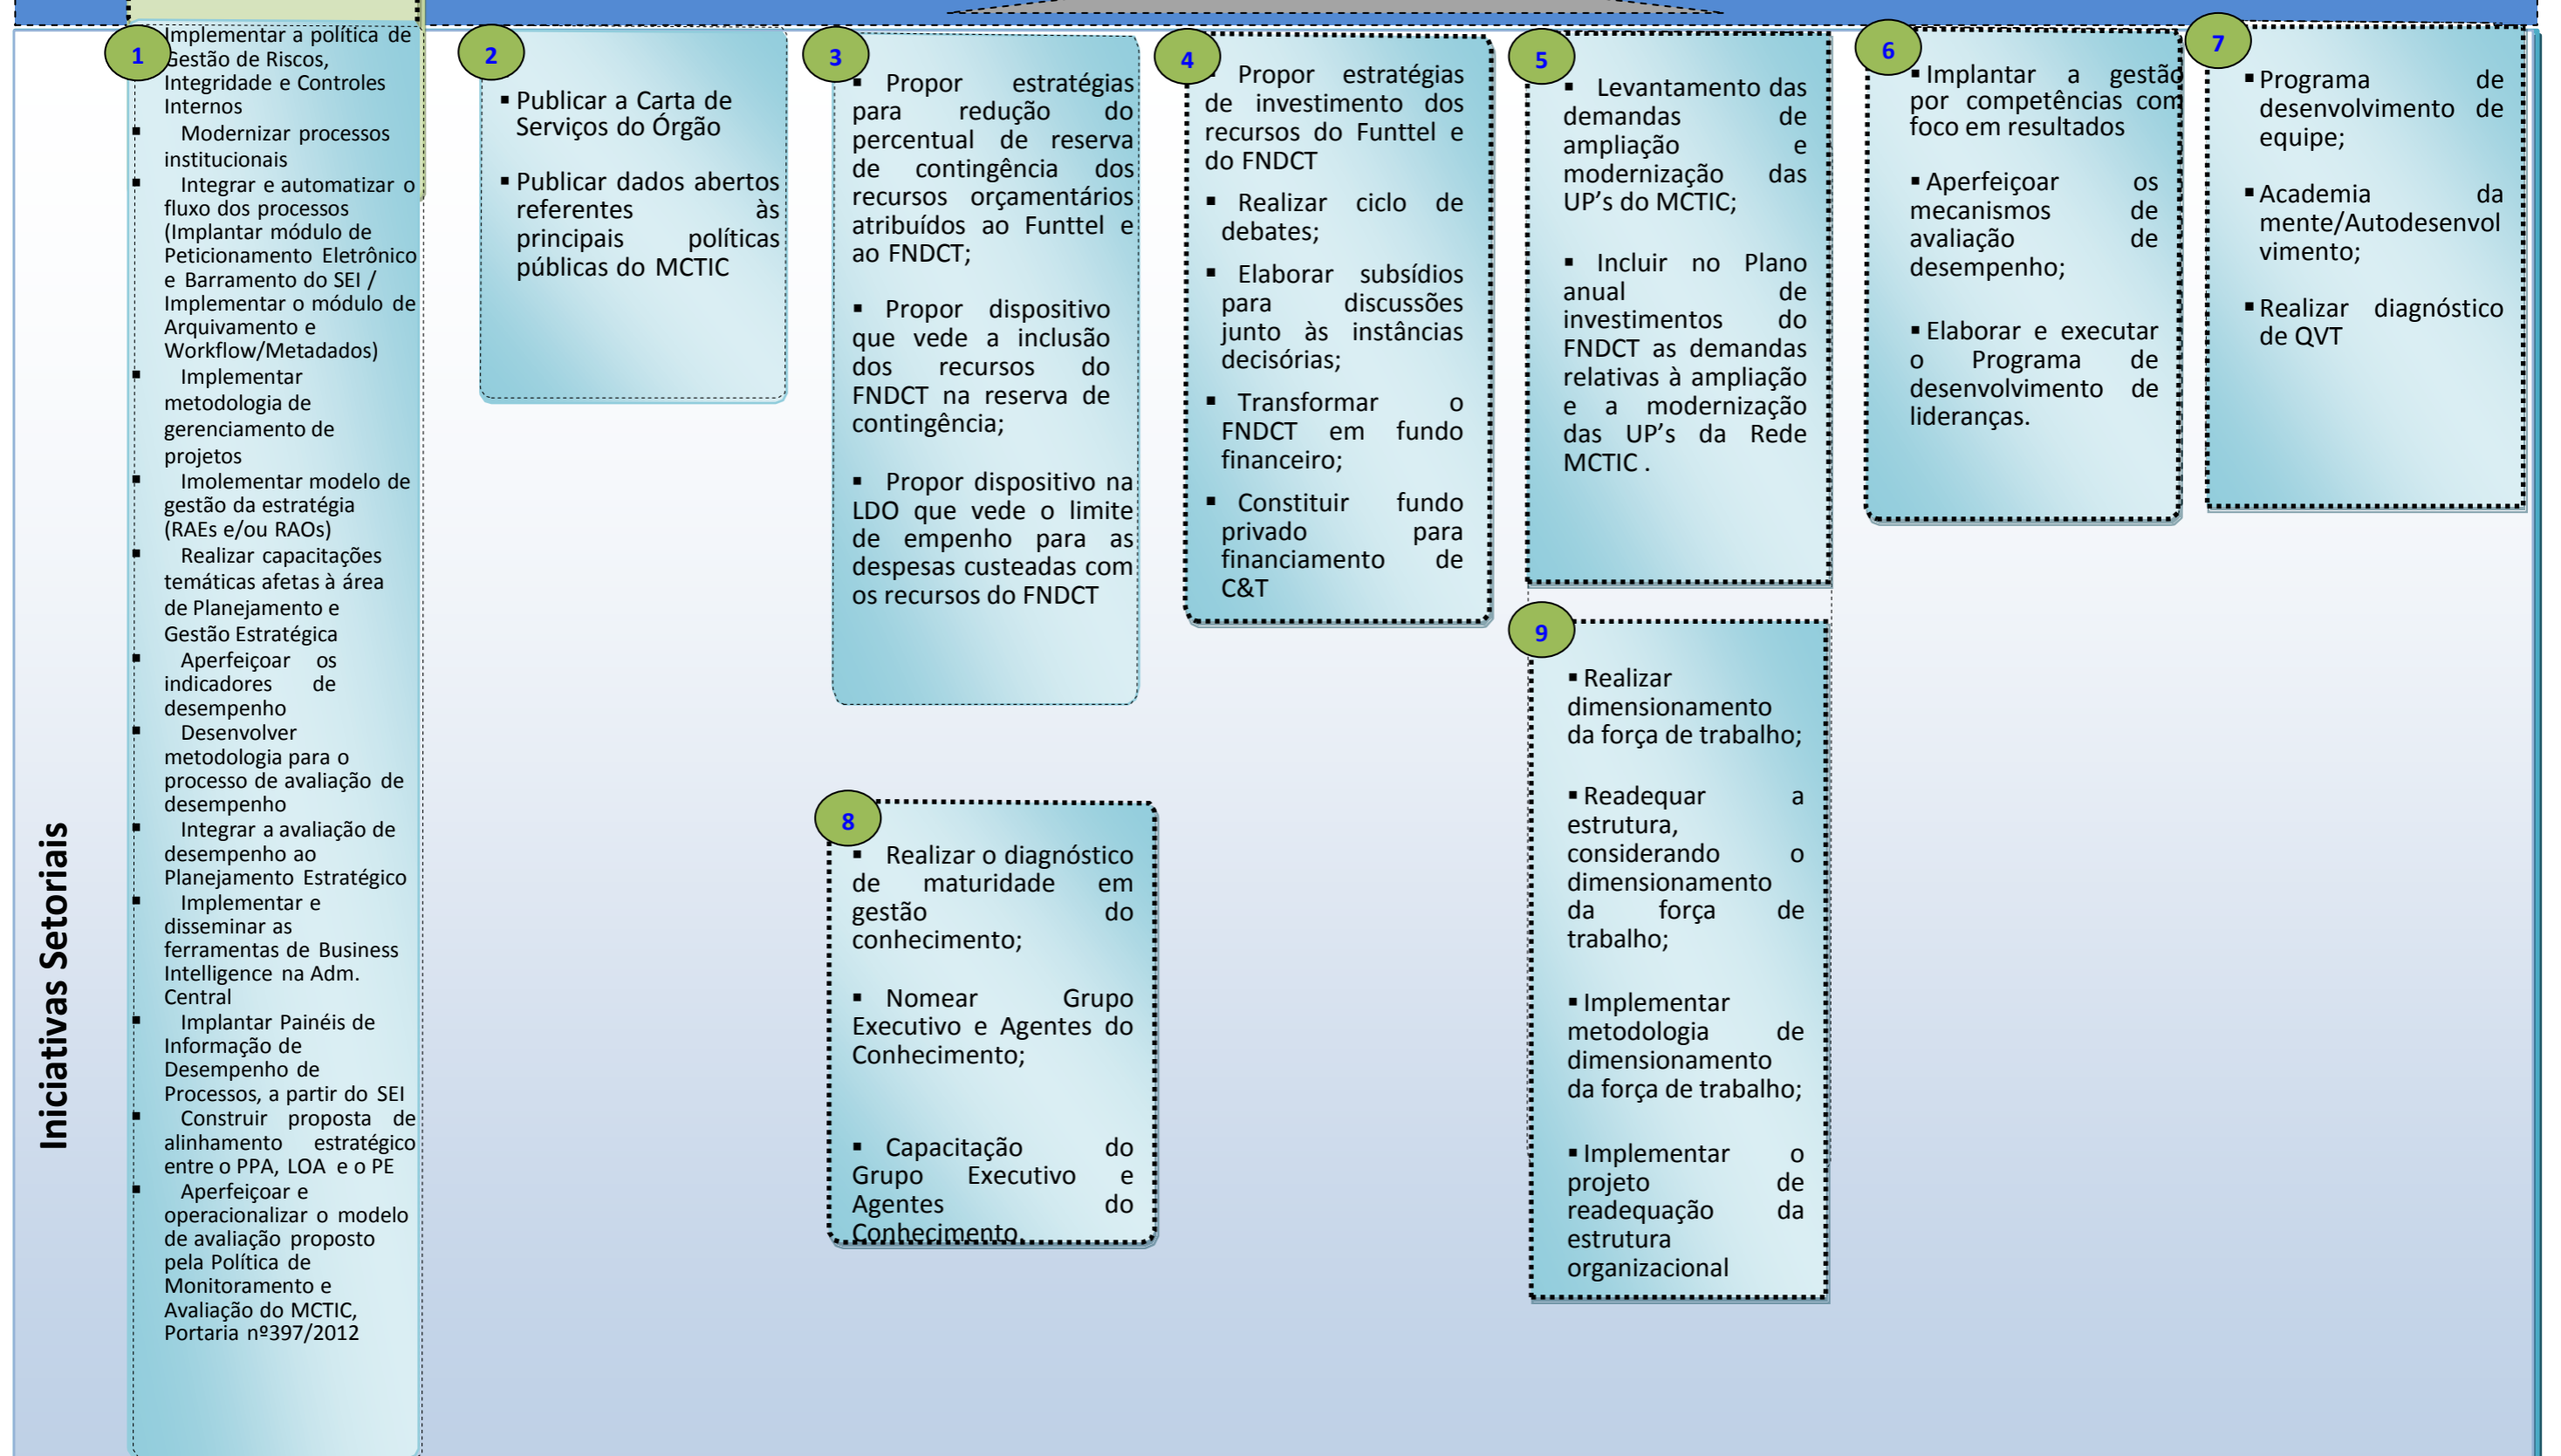 Iniciativas Setoriais
1
Implementar a política de
Gestão de Riscos,
Integridade e Controles
Internos
▪ Modernizar processos
institucionais
▪ Integrar e automatizar o
fluxo dos processos
(Implantar módulo de
Peticionamento Eletrônico
e Barramento do SEI /
Implementar o módulo de
Arquivamento e
Workflow/Metadados)
▪ Implementar
metodologia de
gerenciamento de
projetos
▪ Imolementar modelo de
gestão da estratégia
(RAEs e/ou RAOs)
▪ Realizar capacitações
temáticas afetas à área
de Planejamento e
Gestão Estratégica
▪ Aperfeiçoar os
indicadores de
desempenho
▪ Desenvolver
metodologia para o
processo de avaliação de
desempenho
▪ Integrar a avaliação de
desempenho ao
Planejamento Estratégico
▪ Implementar e
disseminar as
ferramentas de Business
Intelligence na Adm.
Central
▪ Implantar Painéis de
Informação de
Desempenho de
Processos, a partir do SEI
▪ Construir proposta de
alinhamento estratégico
entre o PPA, LOA e o PE
▪ Aperfeiçoar e
operacionalizar o modelo
de avaliação proposto
pela Política de
Monitoramento e
Avaliação do MCTIC,
Portaria nº397/2012
2
▪ Publicar a Carta de
Serviços do Órgão
▪ Publicar dados abertos
referentes às
principais políticas
públicas do MCTIC
3
▪ Propor estratégias
para redução do
percentual de reserva
de contingência dos
recursos orçamentários
atribuídos ao Funttel e
ao FNDCT;
▪ Propor dispositivo
que vede a inclusão
dos recursos do
FNDCT na reserva de
contingência;
▪ Propor dispositivo na
LDO que vede o limite
de empenho para as
despesas custeadas com
os recursos do FNDCT
4
▪ Propor estratégias
de investimento dos
recursos do Funttel e
do FNDCT
▪ Realizar ciclo de
debates;
▪ Elaborar subsídios
para discussões
junto às instâncias
decisórias;
▪ Transformar o
FNDCT em fundo
financeiro;
▪ Constituir fundo
privado para
financiamento de
C&T
5
▪ Levantamento das
demandas de
ampliação e
modernização das
UP’s do MCTIC;
▪ Incluir no Plano
anual de
investimentos do
FNDCT as demandas
relativas à ampliação
e a modernização
das UP’s da Rede
MCTIC .
6
▪ Implantar a gestão
por competências com
foco em resultados
▪ Aperfeiçoar os
mecanismos de
avaliação de
desempenho;
▪ Elaborar e executar
o Programa de
desenvolvimento de
lideranças.
7
▪ Programa de
desenvolvimento de
equipe;
▪ Academia da
mente/Autodesenvol
vimento;
▪ Realizar diagnóstico
de QVT
8
▪ Realizar o diagnóstico
de maturidade em
gestão do
conhecimento;
▪ Nomear Grupo
Executivo e Agentes do
Conhecimento;
▪ Capacitação do
Grupo Executivo e
Agentes do
Conhecimento
9
▪ Realizar
dimensionamento
da força de trabalho;
▪ Readequar a
estrutura,
considerando o
dimensionamento
da força de
trabalho;
▪ Implementar
metodologia de
dimensionamento
da força de trabalho;
▪ Implementar o
projeto de
readequação da
estrutura
organizacional